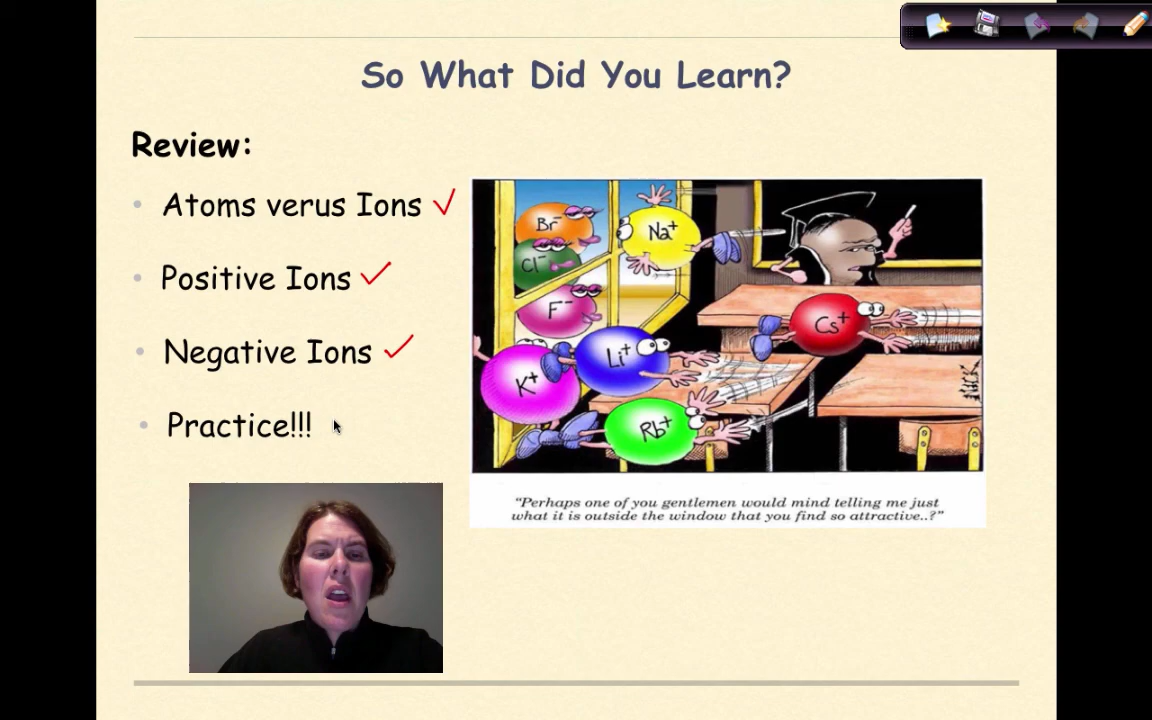 So What Did You Learn?
Review:
• Atoms verus Ions
• Positive Ions
• Negative Ions
• Practice!!!
Br⁻
Cl⁻
F⁻
Na⁺
Cs⁺
Li⁺
K⁺
Rb⁺
"Perhaps one of you gentlemen would mind telling me just
what it is outside the window that you find so attractive..?"